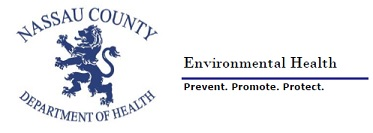 NASSAU COUNTY
DEPARTMENT OF HEALTH
Environmental Health
Prevent. Promote. Protect.